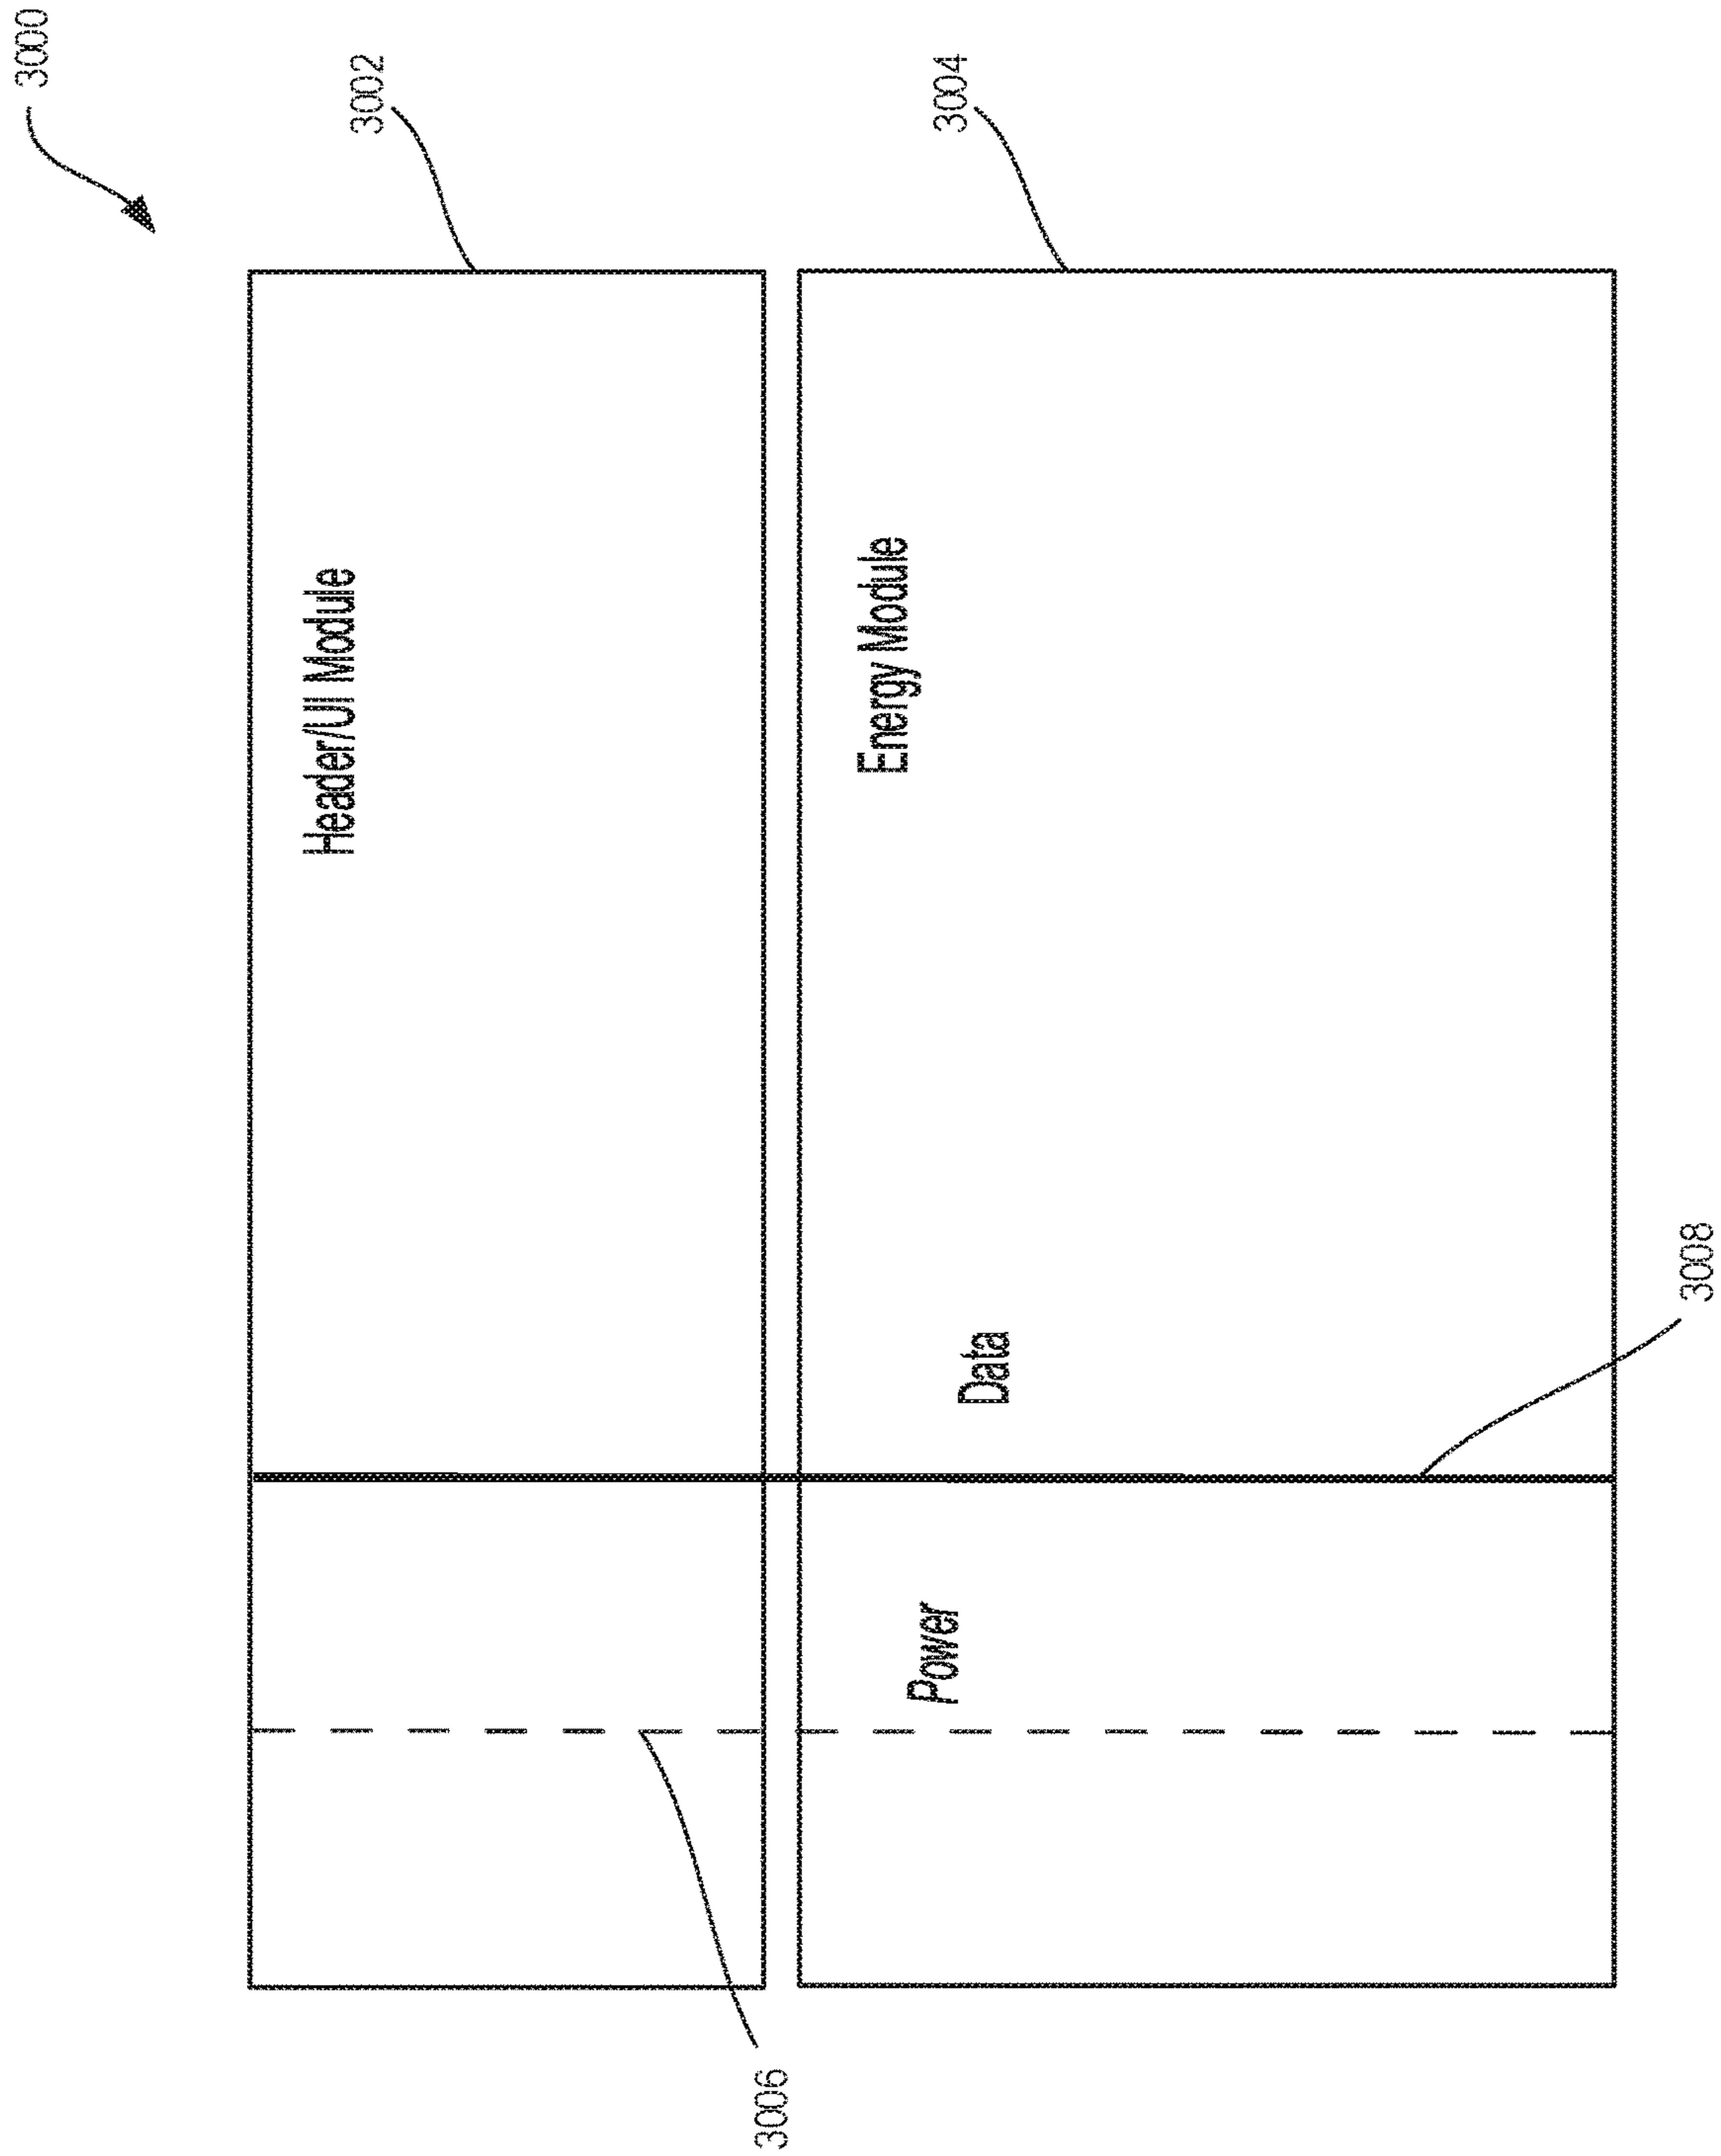 3000
3002
Header/UI Module
3004
Energy Module
Data
3008
Power
3006